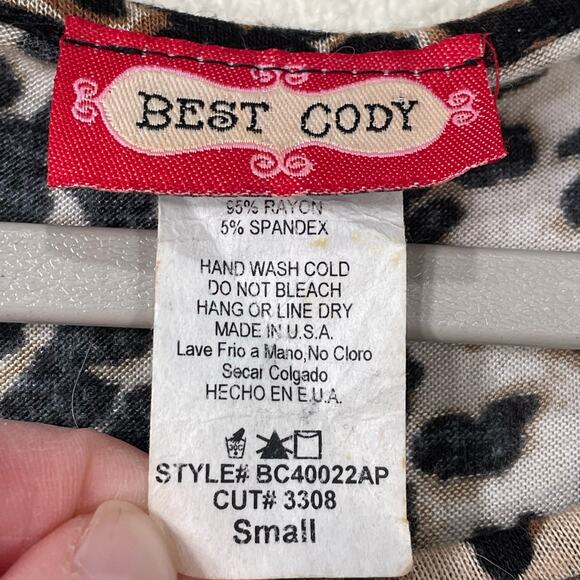 BEST CODY
95% RAYON
5% SPANDEX
HAND WASH COLD
DO NOT BLEACH
HANG OR LINE DRY
MADE IN U.S.A.
Lave Frio a Mano,No Cloro
Secar Colgado
HECHO EN E.U.A.
STYLE# BC40022AP
CUT# 3308
Small